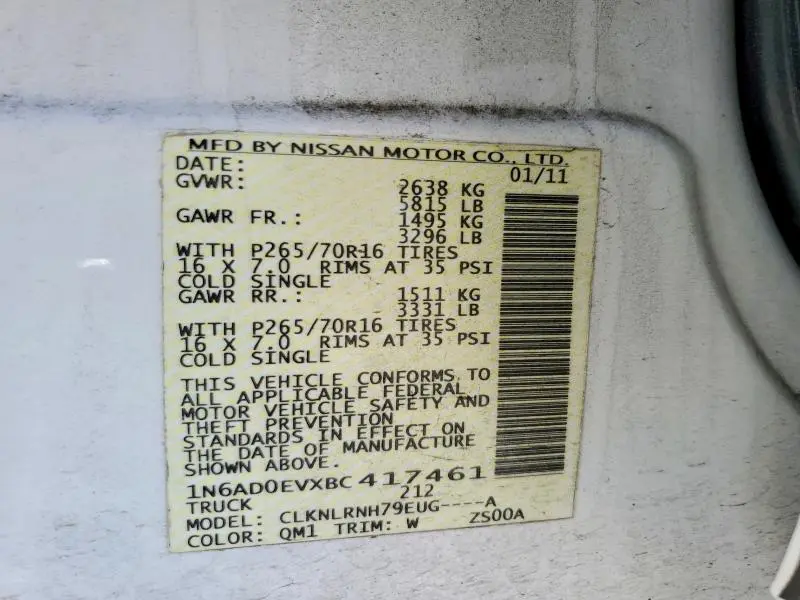 MFD BY NISSAN MOTOR CO., LTD.
DATE: 01/11
GVWR: 2638 KG
5815 LB
GAWR FR.: 1495 KG
3296 LB
WITH P265/70R16 TIRES
16 X 7.0 RIMS AT 35 PSI
COLD SINGLE
GAWR RR.: 1511 KG
3331 LB
WITH P265/70R16 TIRES
16 X 7.0 RIMS AT 35 PSI
COLD SINGLE
THIS VEHICLE CONFORMS TO
ALL APPLICABLE FEDERAL
MOTOR VEHICLE SAFETY AND
THEFT PREVENTION
STANDARDS IN EFFECT ON
THE DATE OF MANUFACTURE
SHOWN ABOVE.
1N6AD0EVXBC417461
TRUCK 212
MODEL: CLKNLRNH79EUG----A
COLOR: QM1 TRIM: W ZS00A